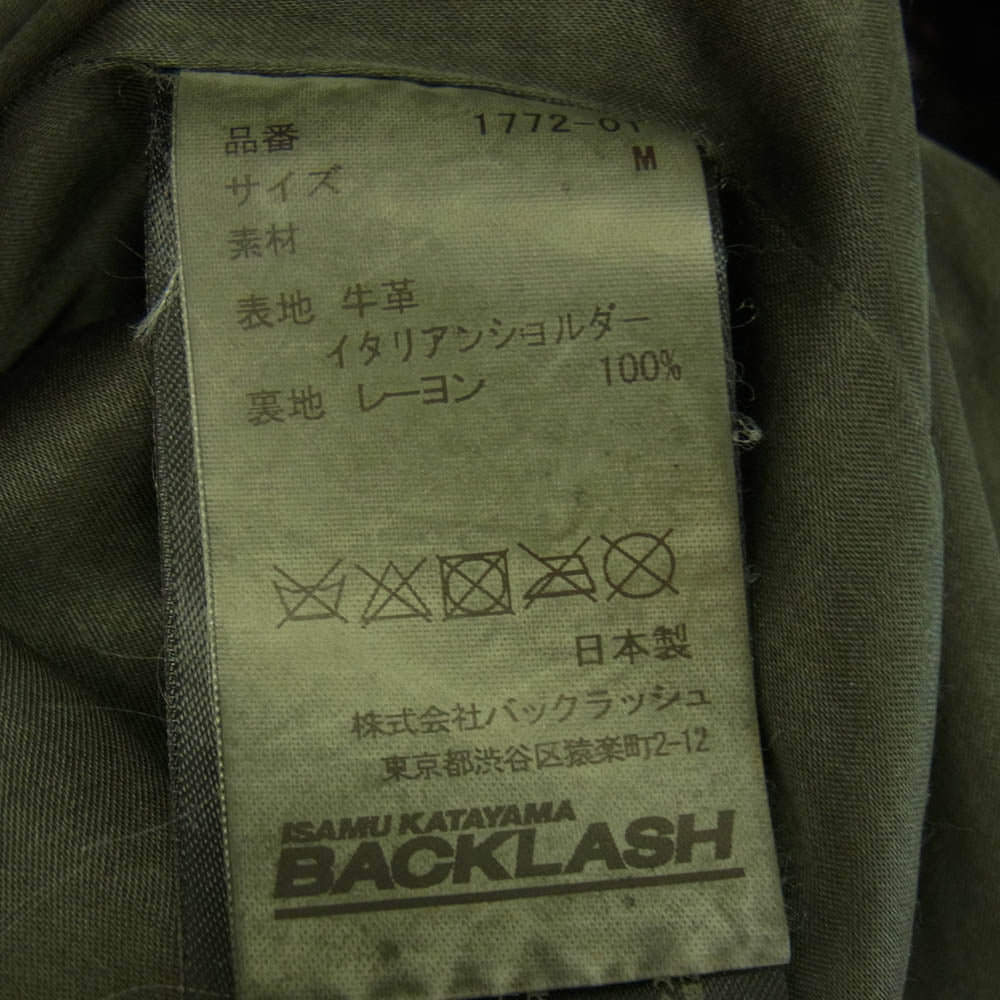 品番 1772-01
サイズ M
素材
表地 牛革
イタリアンショルダー
裏地 レーヨン 100%
日本製
株式会社バックラッシュ
東京都渋谷区猿楽町2-12
ISAMU KATAYAMA
BACKLASH